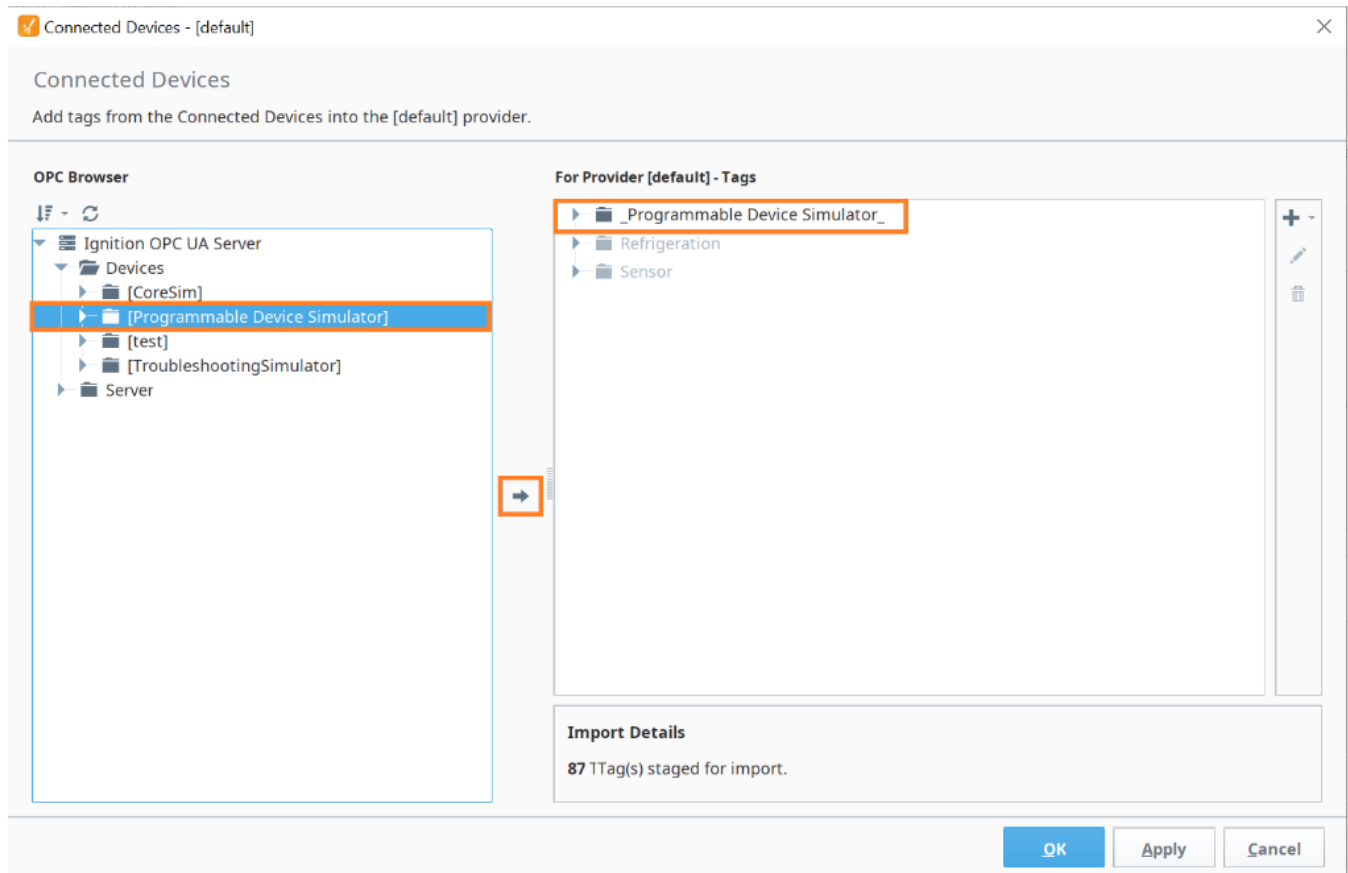 Connected Devices - [default]
Connected Devices
Add tags from the Connected Devices into the [default] provider.
OPC Browser
Ignition OPC UA Server
Devices
[CoreSim]
[Programmable Device Simulator]
[test]
[TroubleshootingSimulator]
Server
For Provider [default] - Tags
_Programmable Device Simulator_
Refrigeration
Sensor
Import Details
87 TTag(s) staged for import.
OK
Apply
Cancel